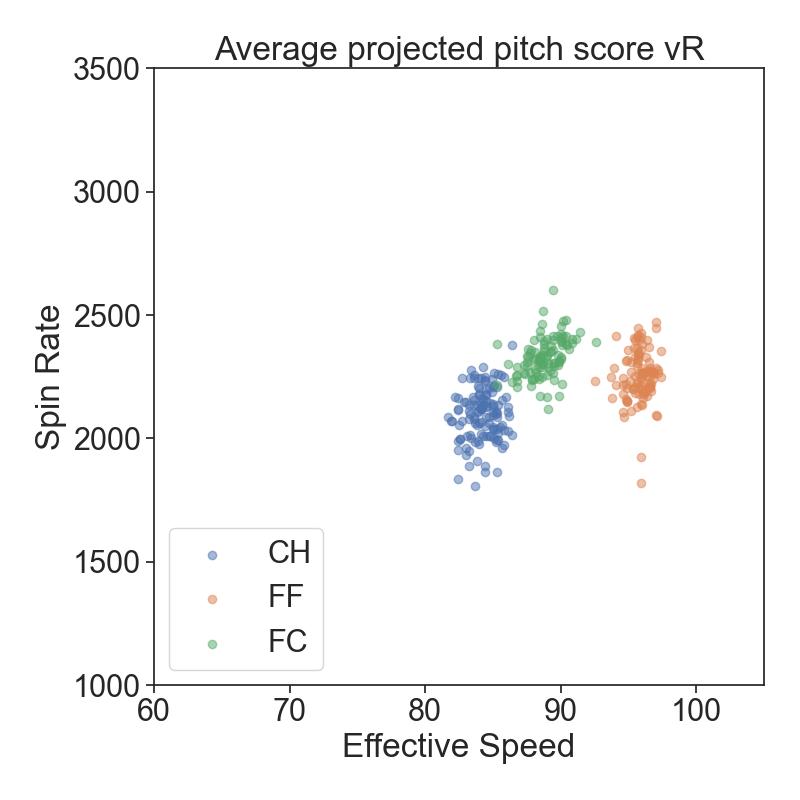 Average projected pitch score vR
3500
3000
2500
2000
1500
1000
Spin Rate
CH
FF
FC
60 70 80 90 100
Effective Speed